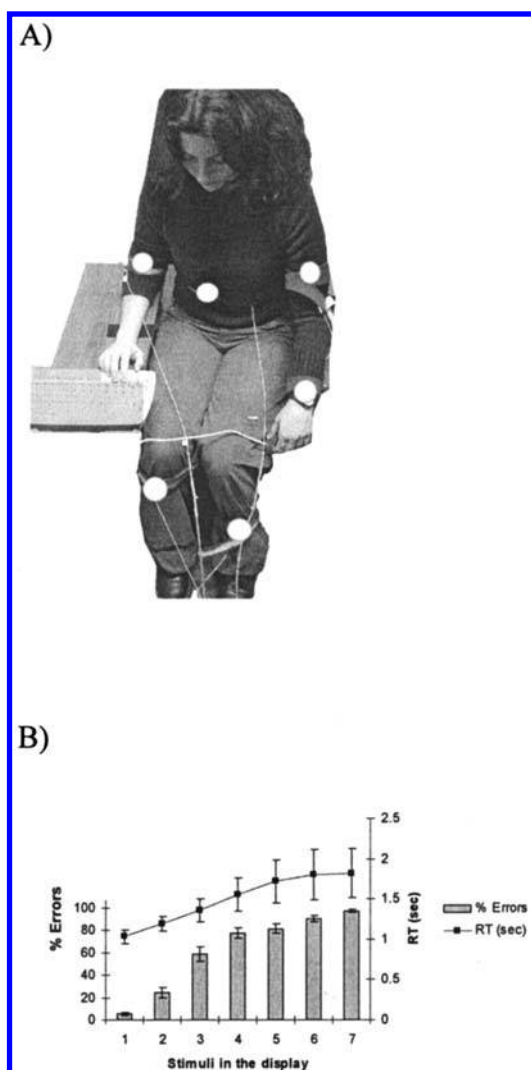 A)
B)
% Errors
100
80
60
40
20
0
2.5
2
1.5
1
0.5
0
RT (sec)
% Errors
RT (sec)
1 2 3 4 5 6 7
Stimuli in the display